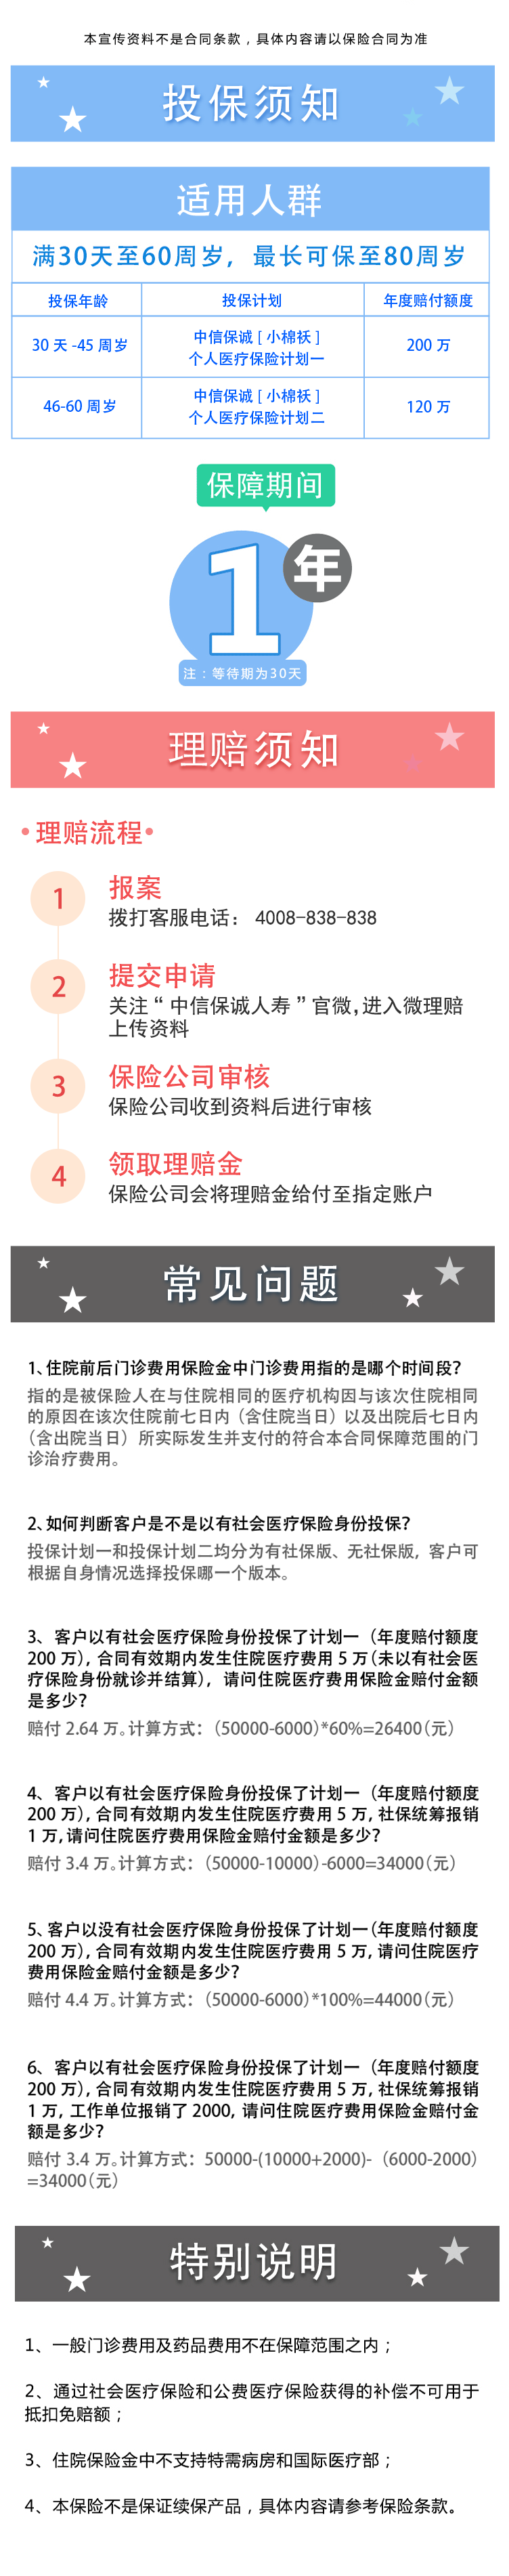 本宣传资料不是合同条款，具体内容请以保险合同为准
投保须知
适用人群
满30天至60周岁，最长可保至80周岁
投保年龄 投保计划 年度赔付额度
30 天 -45 周岁 中信保诚 [ 小棉袄 ] 200 万
个人医疗保险计划一
46-60 周岁 中信保诚 [ 小棉袄 ] 120 万
个人医疗保险计划二
保障期间
1年
注：等待期为30天
理赔须知
•理赔流程•
1 报案
拨打客服电话： 4008-838-838
2 提交申请
关注“中信保诚人寿”官微,进入微理赔
上传资料
3 保险公司审核
保险公司收到资料后进行审核
4 领取理赔金
保险公司会将理赔金给付至指定账户
常见问题
1、住院前后门诊费用保险金中门诊费用指的是哪个时间段？
指的是被保险人在与住院相同的医疗机构因与该次住院相同
的原因在该次住院前七日内（含住院当日）以及出院后七日内
（含出院当日）所实际发生并支付的符合本合同保障范围的门
诊治疗费用。
2、如何判断客户是不是以有社会医疗保险身份投保？
投保计划一和投保计划二均分为有社保版、无社保版，客户可
根据自身情况选择投保哪一个版本。
3、客户以有社会医疗保险身份投保了计划一（年度赔付额度
200 万），合同有效期内发生住院医疗费用 5 万（未以有社会医
疗保险身份就诊并结算），请问住院医疗费用保险金赔付金额
是多少？
赔付 2.64 万。计算方式：（50000-6000）*60%=26400（元）
4、客户以有社会医疗保险身份投保了计划一（年度赔付额度
200 万），合同有效期内发生住院医疗费用 5 万，社保统筹报销
1 万，请问住院医疗费用保险金赔付金额是多少？
赔付 3.4 万。计算方式：（50000-10000）-6000=34000（元）
5、客户以没有社会医疗保险身份投保了计划一（年度赔付额度
200 万），合同有效期内发生住院医疗费用 5 万，请问住院医疗
费用保险金赔付金额是多少？
赔付 4.4 万。计算方式：（50000-6000）*100%=44000（元）
6、客户以有社会医疗保险身份投保了计划一（年度赔付额度
200 万），合同有效期内发生住院医疗费用 5 万，社保统筹报销
1 万，工作单位报销了 2000，请问住院医疗费用保险金赔付金
额是多少？
赔付 3.4 万。计算方式：50000-(10000+2000)-（6000-2000）
=34000（元）
特别说明
1、一般门诊费用及药品费用不在保障范围之内；
2、通过社会医疗保险和公费医疗保险获得的补偿不可用于
抵扣免赔额；
3、住院保险金中不支持特需病房和国际医疗部；
4、本保险不是保证续保产品，具体内容请参考保险条款。